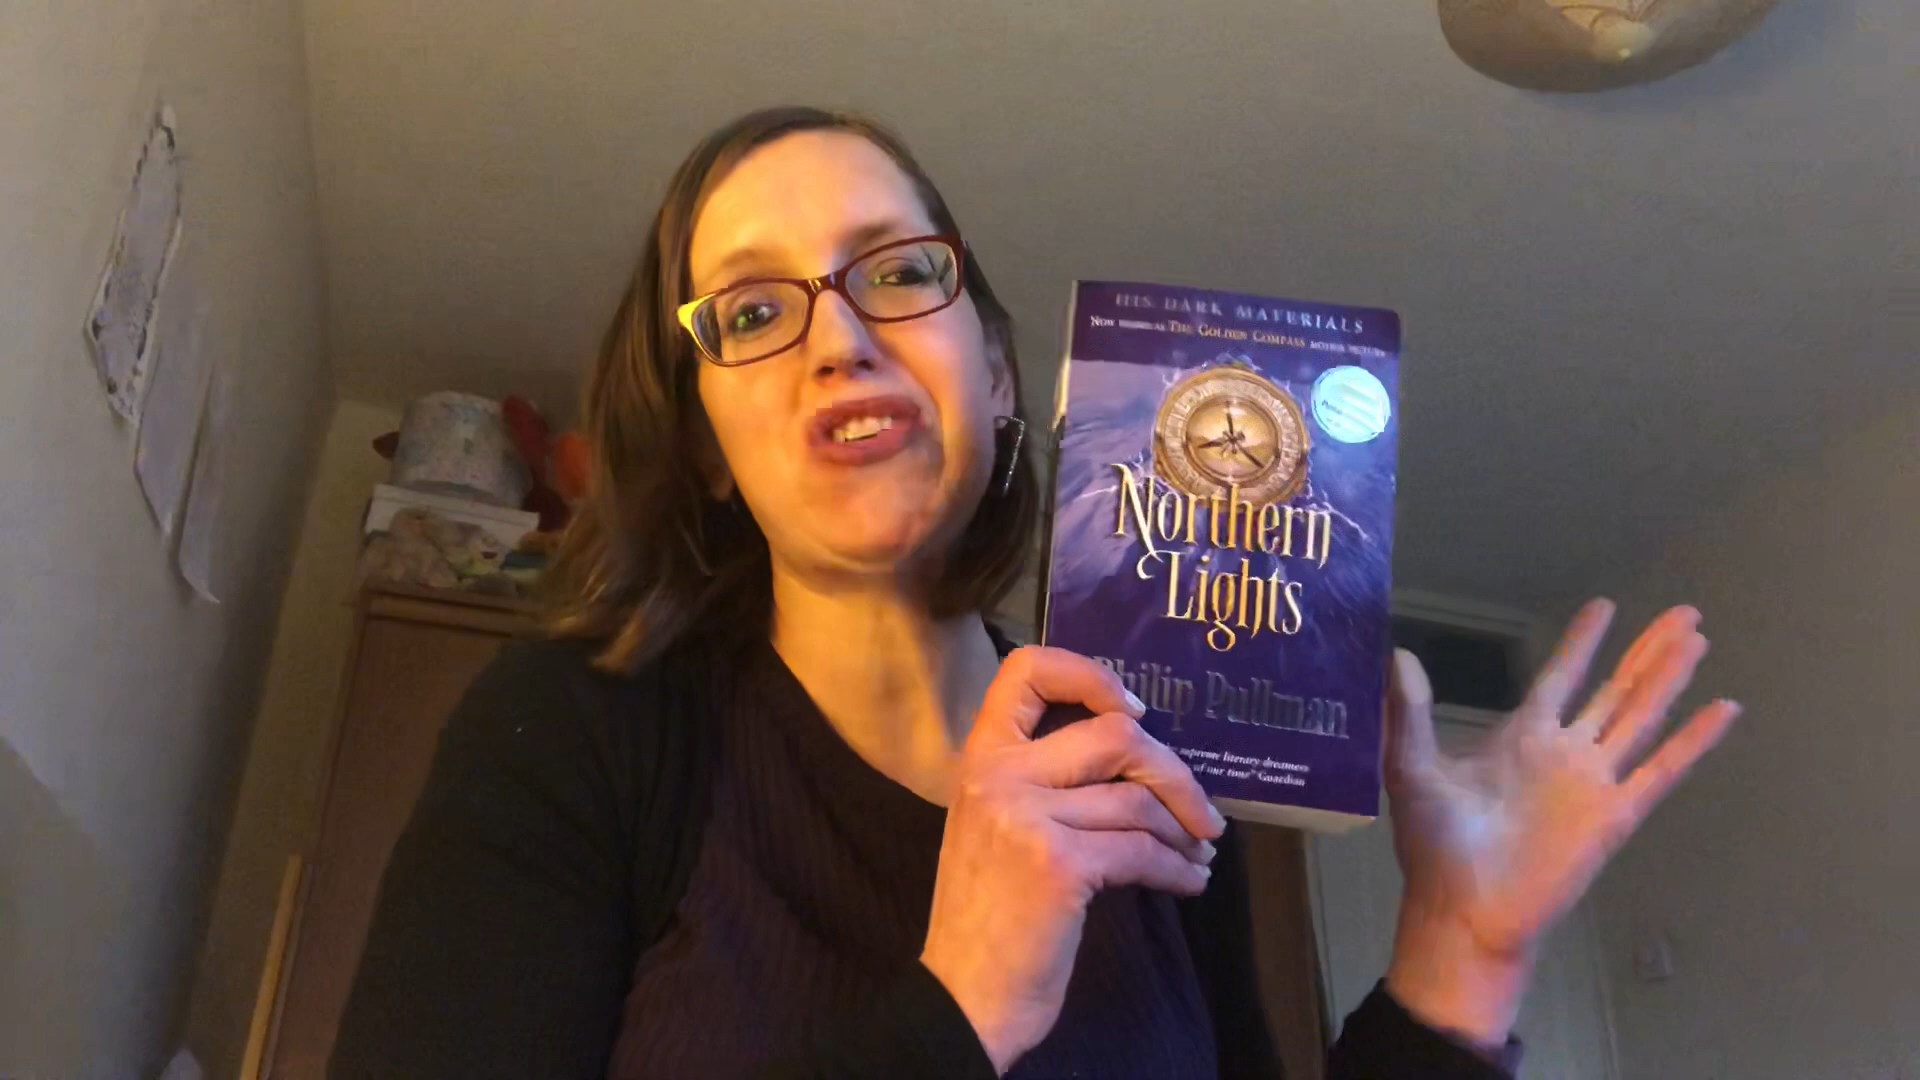 HIS DARK MATERIALS
NOW AS THE GOLDEN COMPASS MOTION PICTURE
Northern
Lights
Philip Pullman
supreme literary dreamers
of our time" Guardian